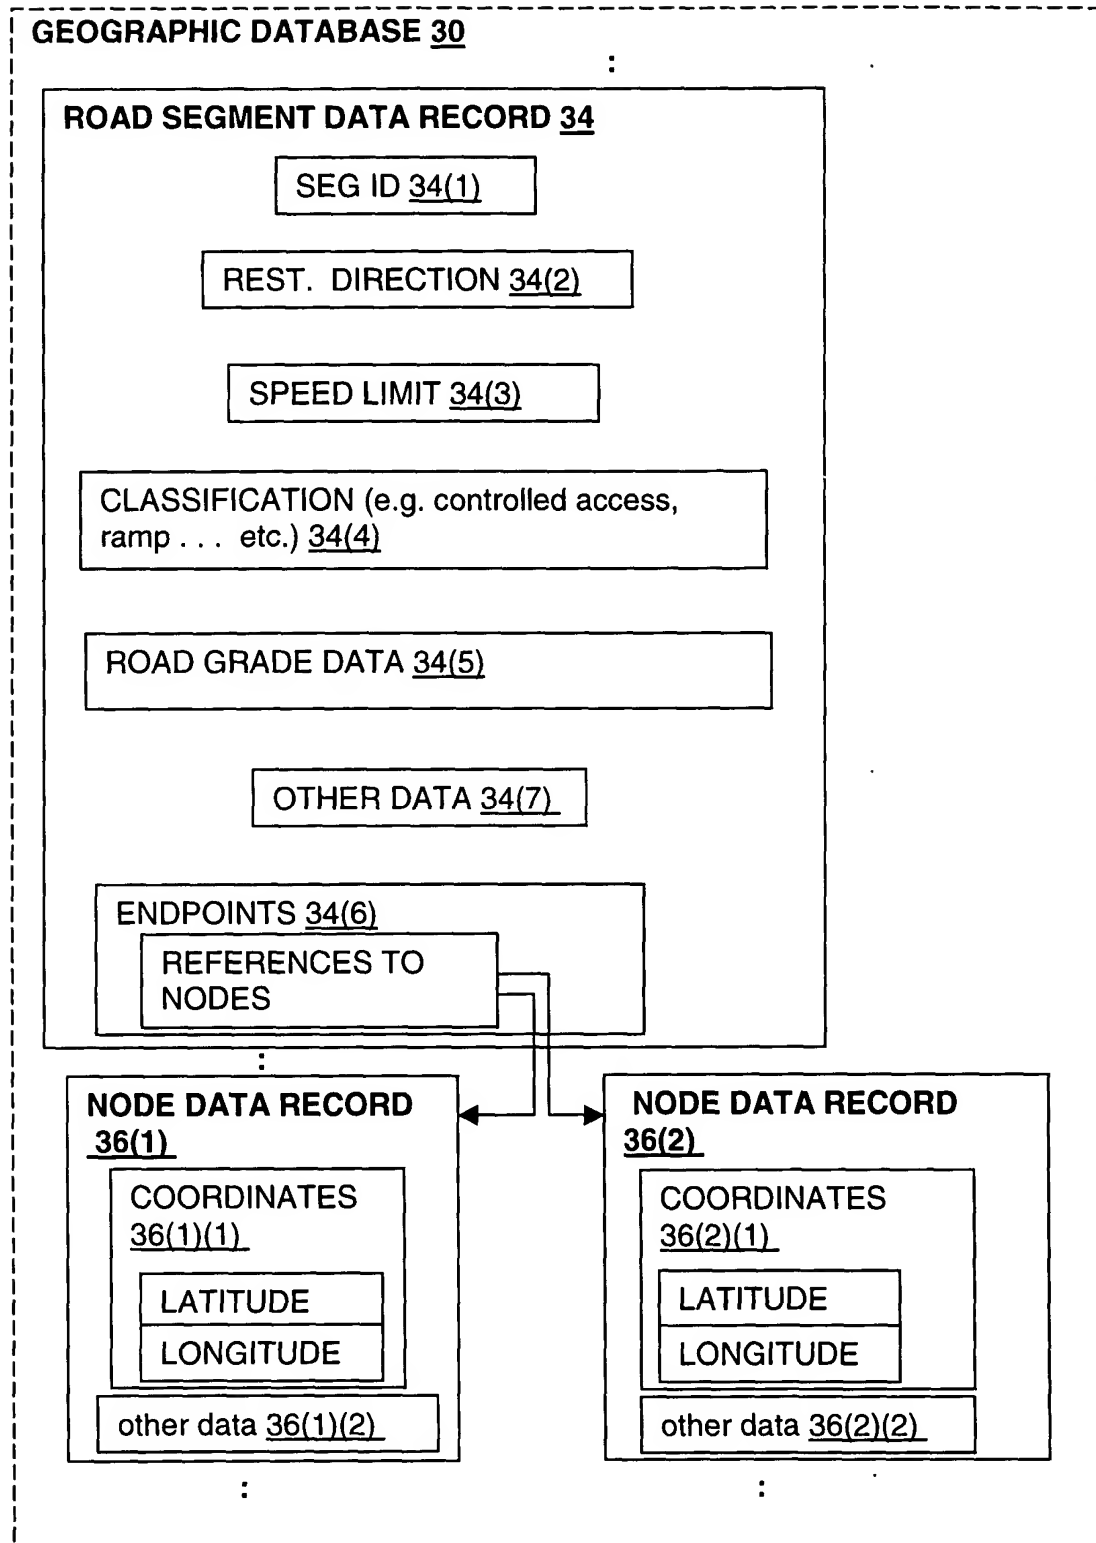 GEOGRAPHIC DATABASE 30
:
ROAD SEGMENT DATA RECORD 34
SEG ID 34(1)
REST. DIRECTION 34(2)
SPEED LIMIT 34(3)
CLASSIFICATION (e.g. controlled access,
ramp . . . etc.) 34(4)
ROAD GRADE DATA 34(5)
OTHER DATA 34(7)
ENDPOINTS 34(6)
REFERENCES TO
NODES
:
NODE DATA RECORD
36(1)
COORDINATES
36(1)(1)
LATITUDE
LONGITUDE
other data 36(1)(2)
:
NODE DATA RECORD
36(2)
COORDINATES
36(2)(1)
LATITUDE
LONGITUDE
other data 36(2)(2)
: